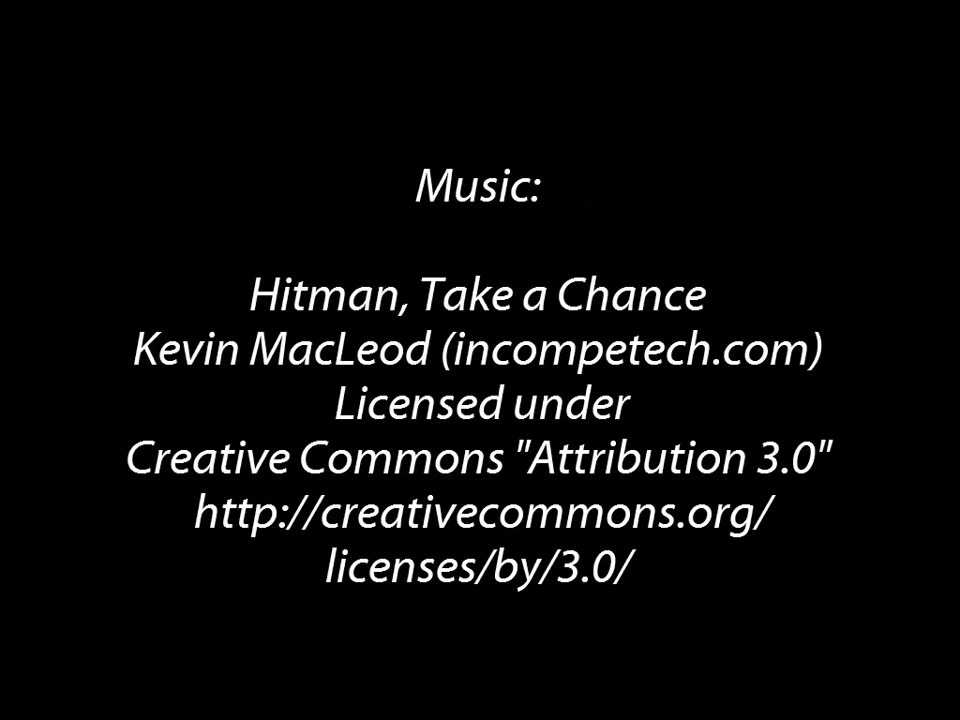 Music:
Hitman, Take a Chance
Kevin MacLeod (incompetech.com)
Licensed under
Creative Commons "Attribution 3.0"
http://creativecommons.org/
licenses/by/3.0/